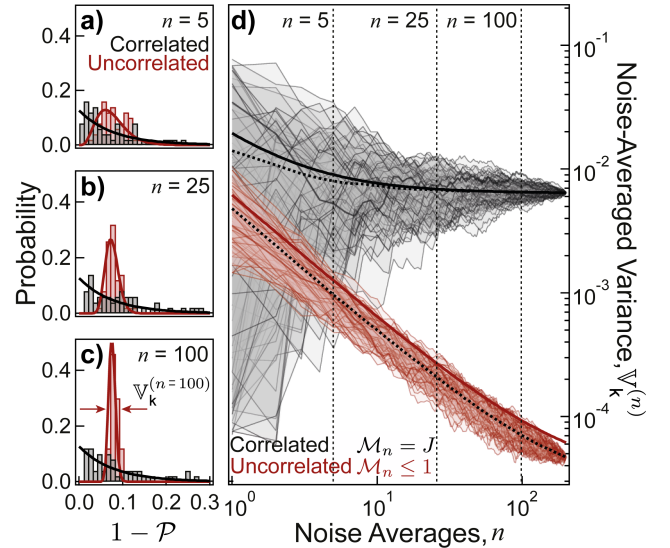 a)
n = 5
Correlated
Uncorrelated
0.4
0.2
0.0
b)
n = 25
0.4
0.2
0.0
Probability
c)
n = 100
𝕍ₖ⁽ⁿ⁼¹⁰⁰⁾
0.4
0.2
0.0
0.0 0.1 0.2 0.3
1 − 𝒫
d)
n = 5
n = 25
n = 100
10⁻¹
10⁻²
10⁻³
10⁻⁴
Noise-Averaged Variance, 𝕍ₖ⁽ⁿ⁾
Correlated ℳₙ = J
Uncorrelated ℳₙ ≤ 1
10⁰ 10¹ 10²
Noise Averages, n